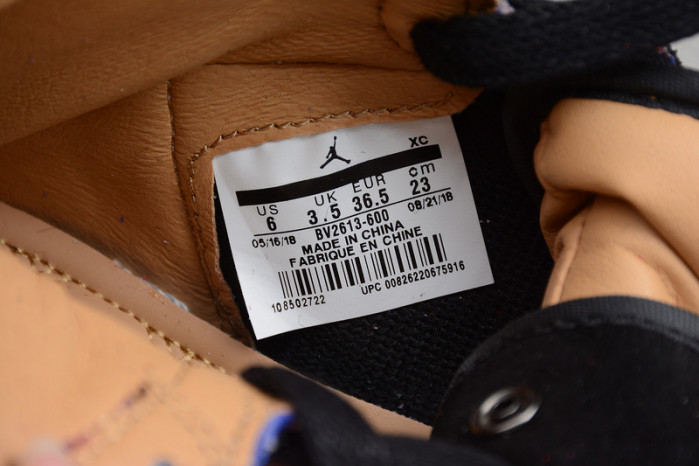 XC
US UK EUR cm
6 3.5 36.5 23
05/16/18 BV2613-600 08/21/18
MADE IN CHINA
FABRIQUE EN CHINE
108502722 UPC 00826220675916